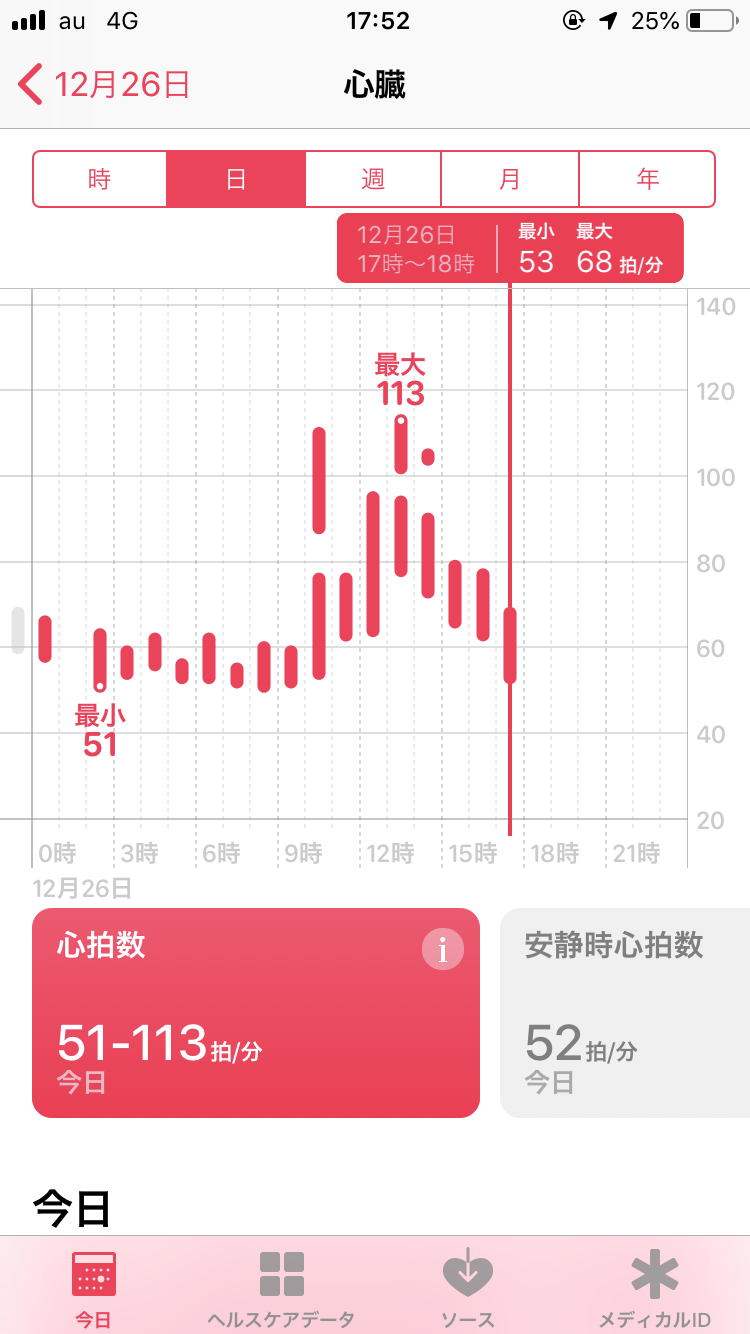 au 4G 17:52 25%
12月26日 心臓
時 日 週 月 年
12月26日 最小 最大
17時〜18時 53 68 拍/分
140
最大
113
120
100
80
60
最小
51
40
20
0時 3時 6時 9時 12時 15時 18時 21時
12月26日
心拍数 i 安静時心拍数
51-113拍/分 52拍/分
今日 今日
今日
今日 ヘルスケアデータ ソース メディカルID